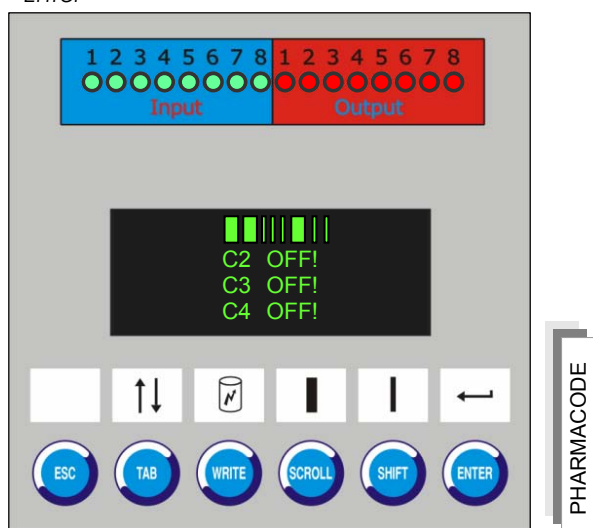 1 2 3 4 5 6 7 8 1 2 3 4 5 6 7 8
Input Output
C2 OFF!
C3 OFF!
C4 OFF!
ESC TAB WRITE SCROLL SHIFT ENTER
PHARMACODE